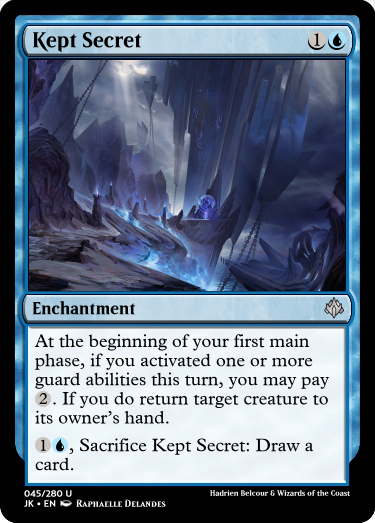 Kept Secret 1
Enchantment
At the beginning of your first main
phase, if you activated one or more
guard abilities this turn, you may pay
2. If you do return target creature to
its owner's hand.
1, Sacrifice Kept Secret: Draw a
card.
045/280 U
JK • EN Raphaelle Delandes
Hadrien Belcour & Wizards of the Coast